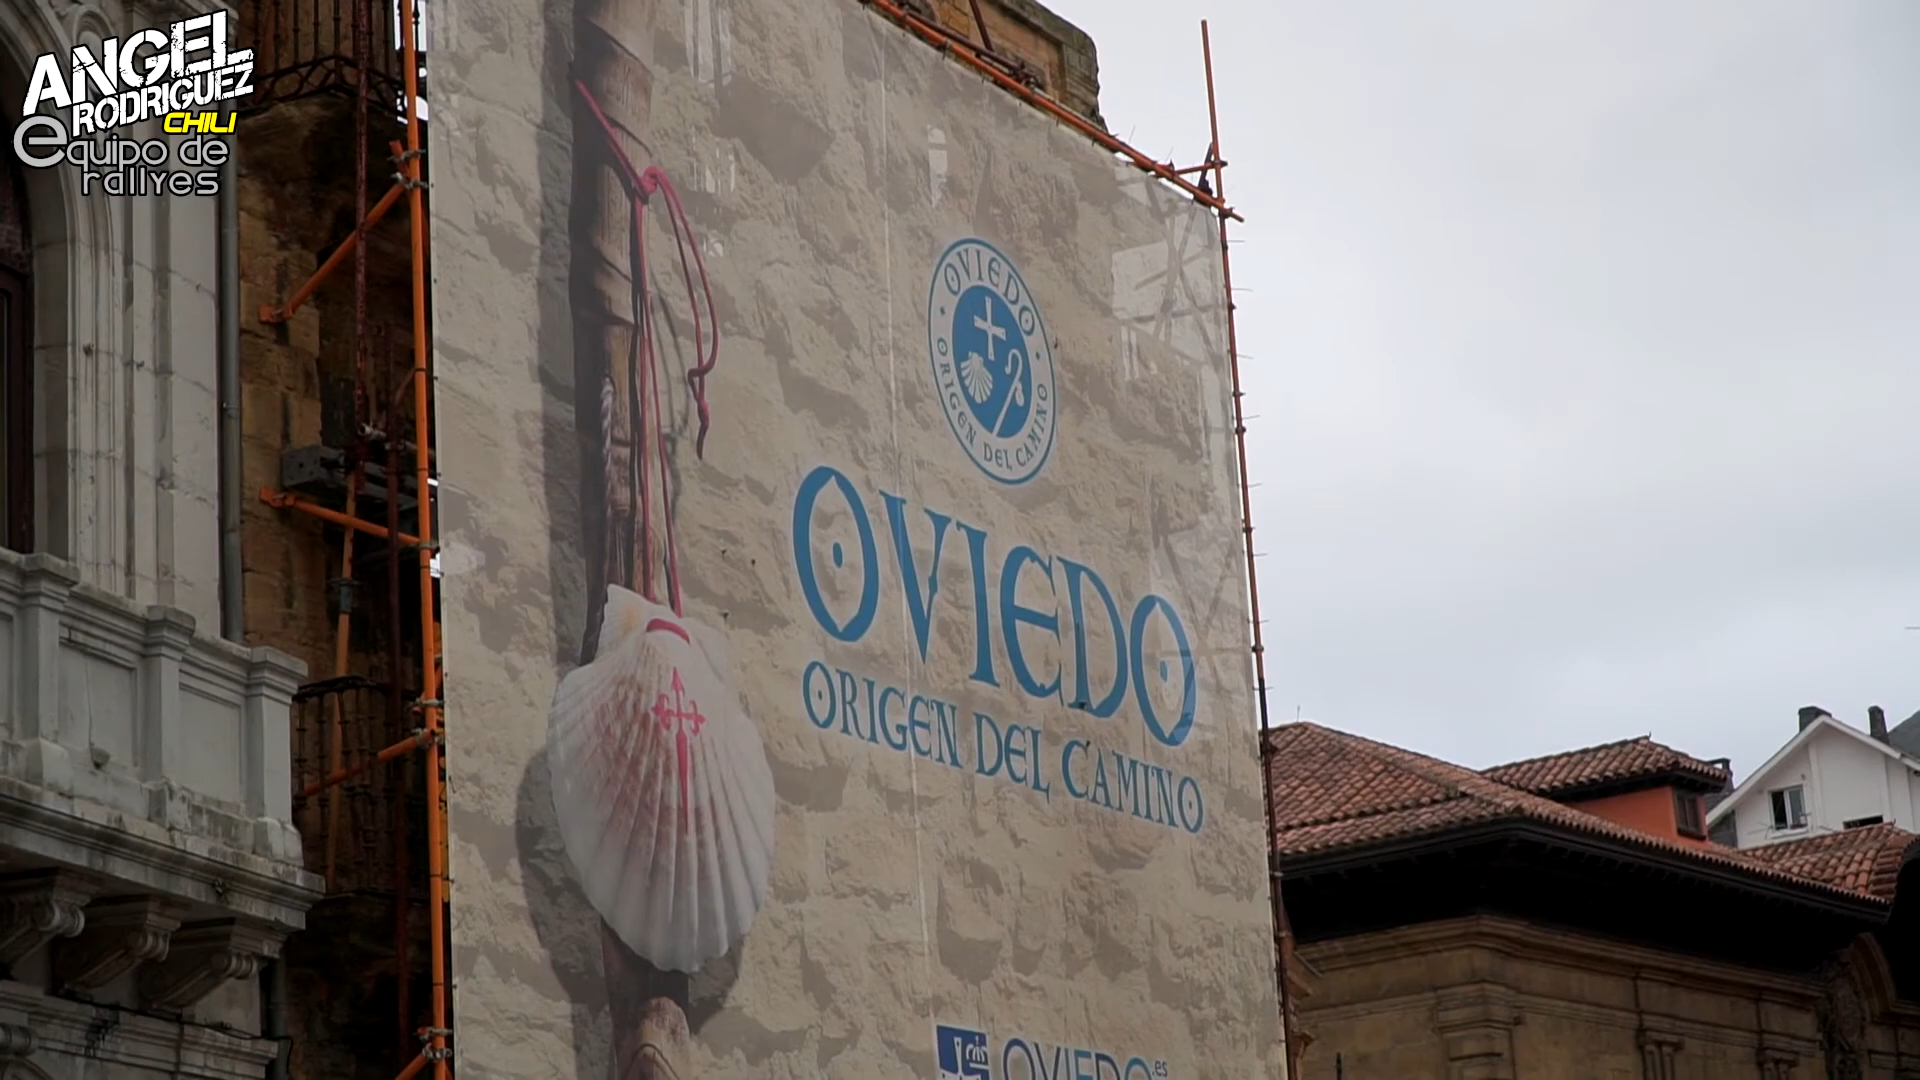 ANGEL
RODRIGUEZ
CHILI
equipo de
rallyes
OVIEDO
ORIGEN DEL CAMINO
OVIEDO
ORIGEN DEL CAMINO
OVIEDO.es